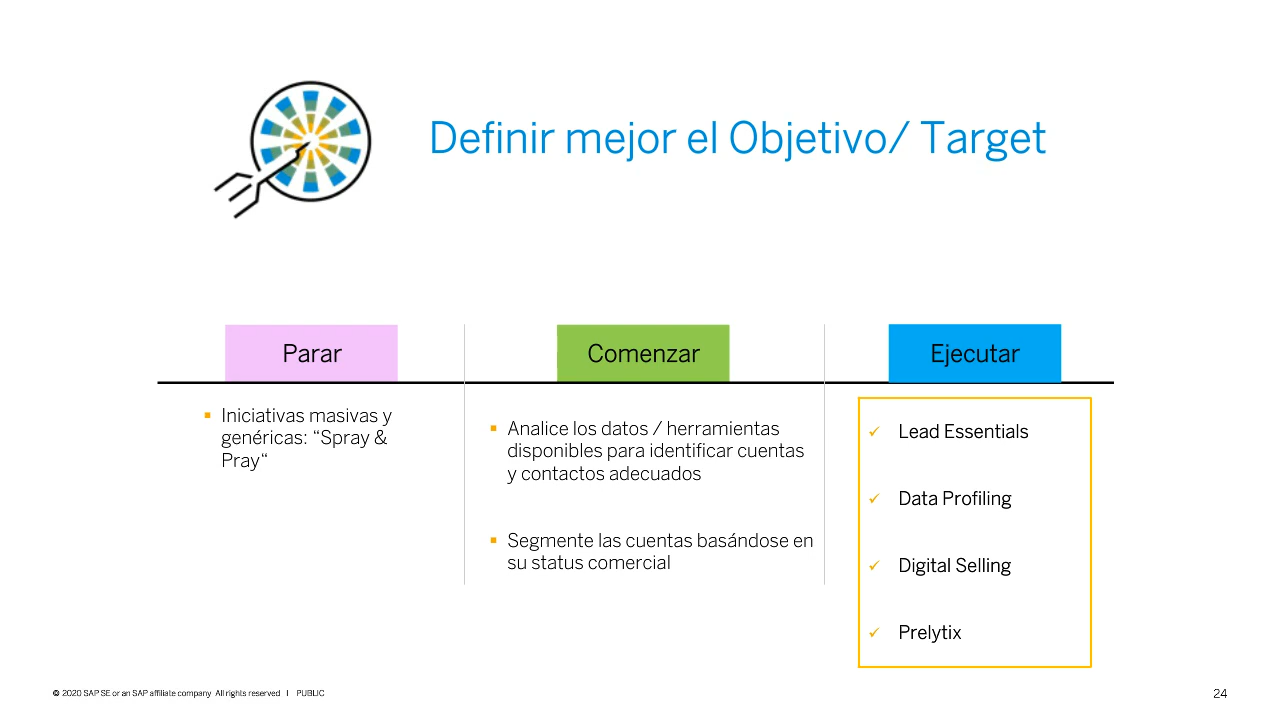 Definir mejor el Objetivo/ Target
Parar
Comenzar
Ejecutar
▪ Iniciativas masivas y
genéricas: “Spray &
Pray“
▪ Analice los datos / herramientas
disponibles para identificar cuentas
y contactos adecuados
▪ Segmente las cuentas basándose en
su status comercial
✓ Lead Essentials
✓ Data Profiling
✓ Digital Selling
✓ Prelytix
© 2020 SAP SE or an SAP affiliate company. All rights reserved ǀ PUBLIC
24